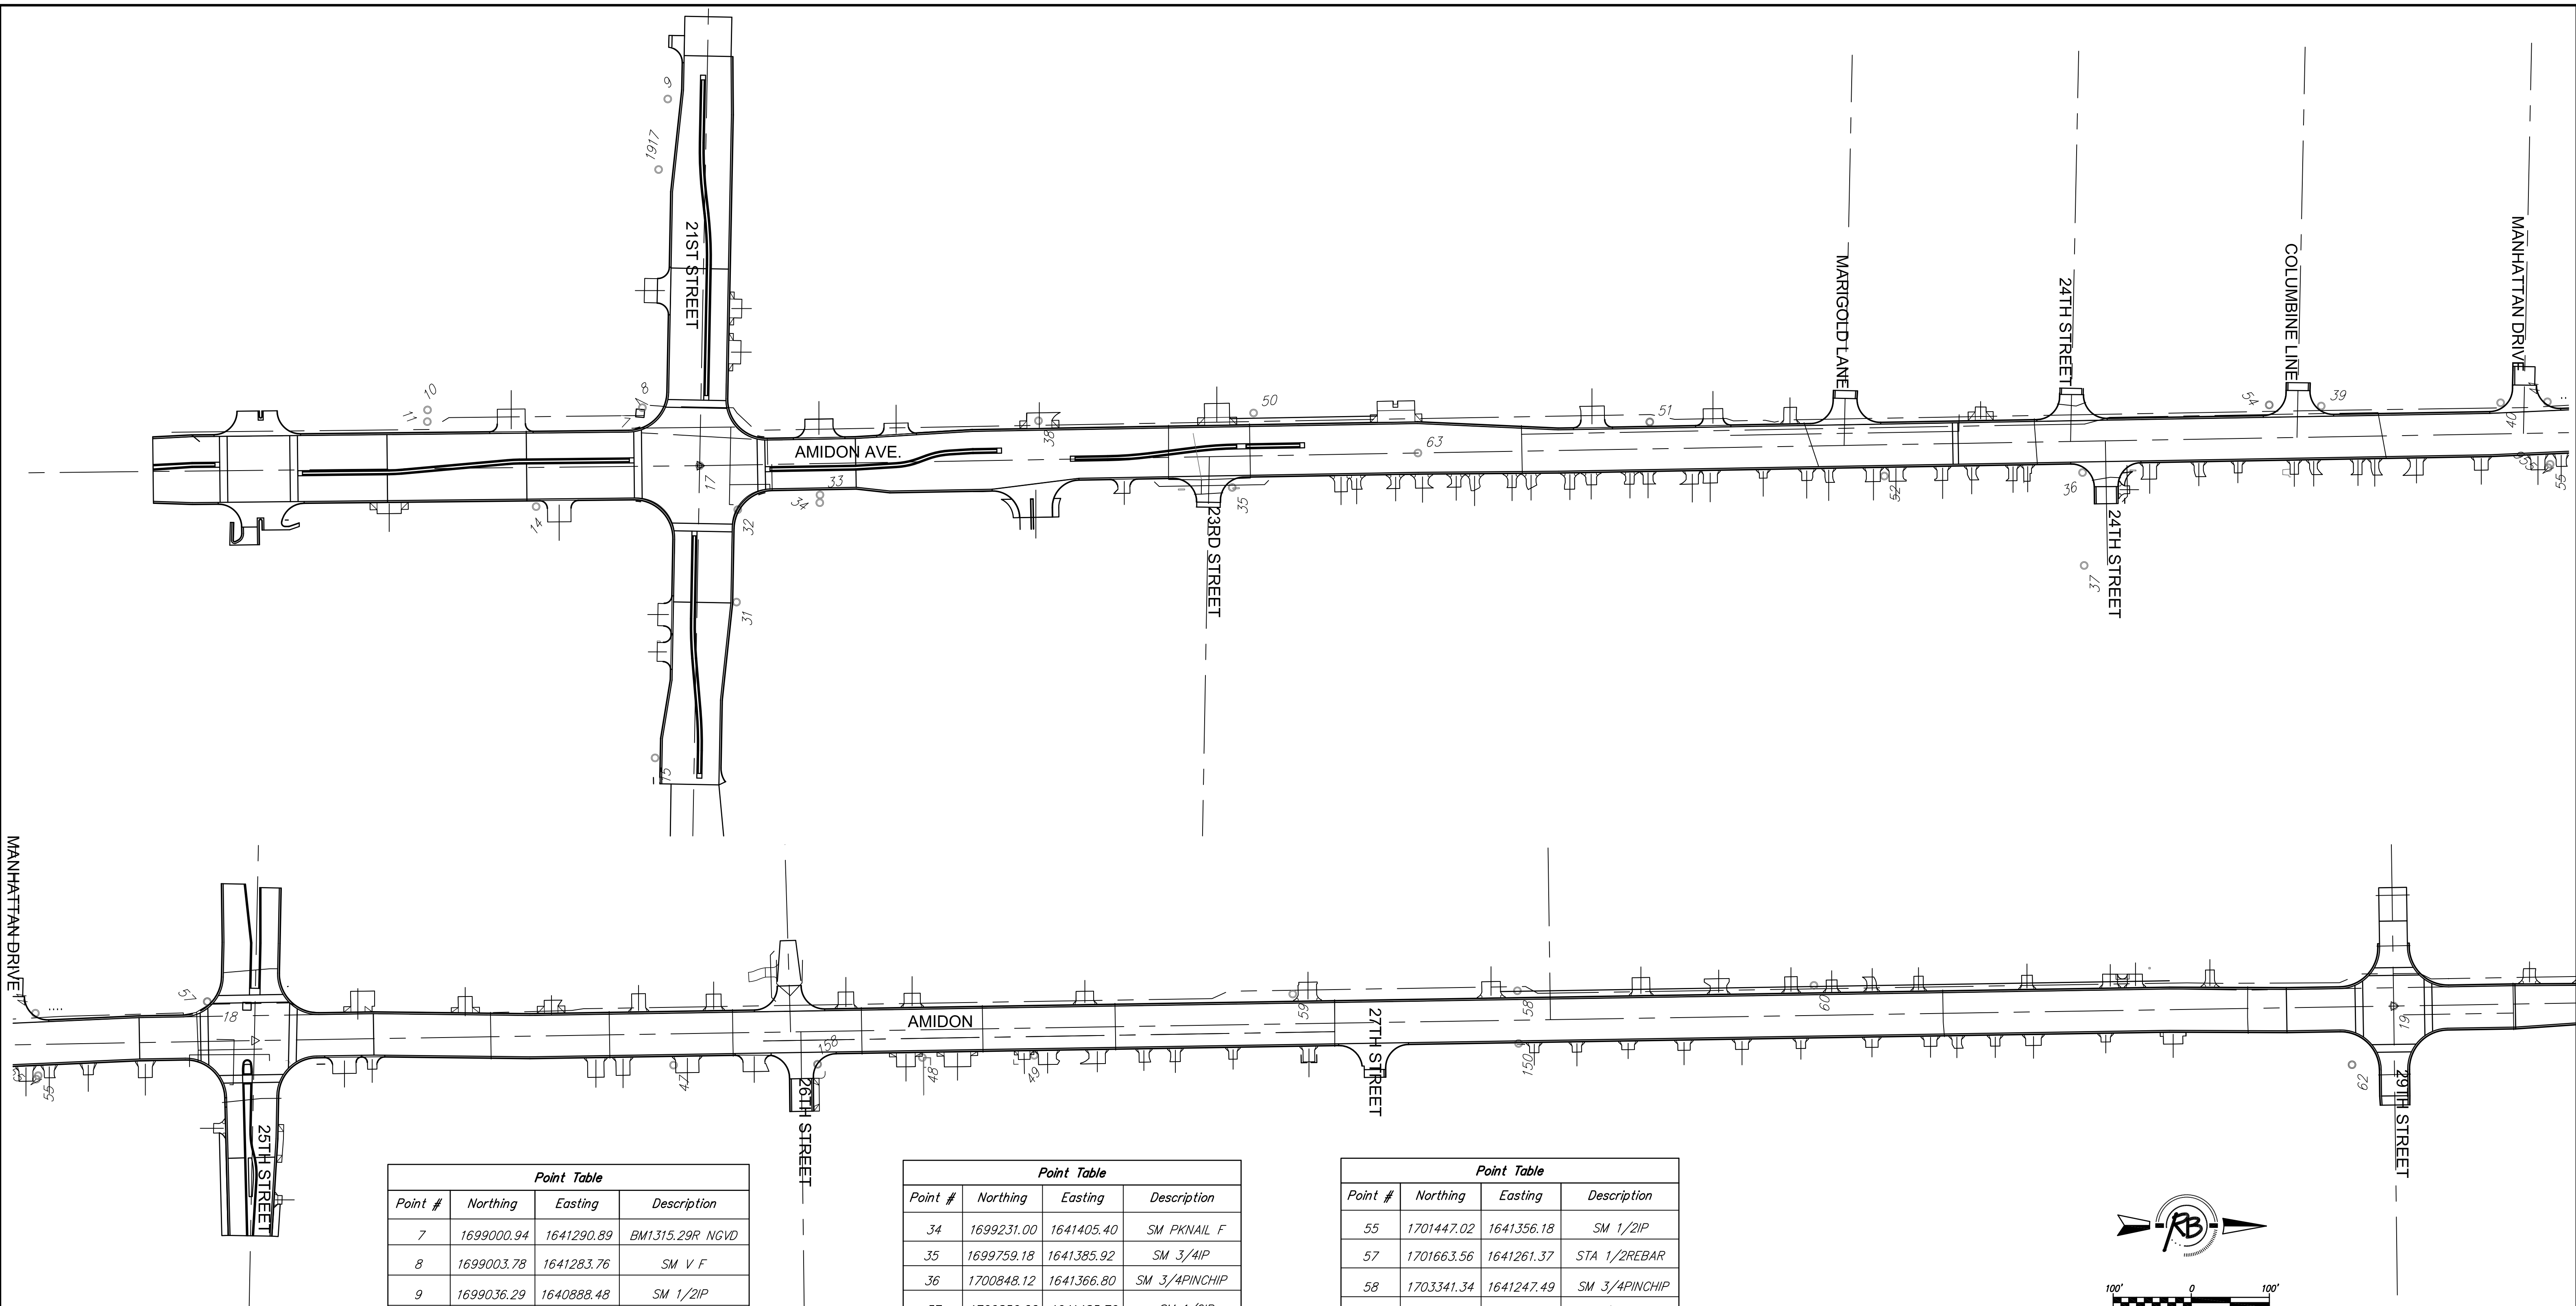 9
1917
21ST STREET
MARIGOLD LANE
24TH STREET
COLUMBINE LINE
MANHATTAN DRIVE
10
11
7
8
AMIDON AVE.
38
50
51
54
39
40
17
33
34
32
14
63
35
52
36
55
23RD STREET
24TH STREET
37
31
15
MANHATTAN DRIVE
57
18
158
AMIDON
59
27TH STREET
58
60
19
55
47
48
49
150
62
26TH STREET
29TH STREET
25TH STREET
Point Table
Point # Northing Easting Description
7 1699000.94 1641290.89 BM1315.29R NGVD
8 1699003.78 1641283.76 SM V F
9 1699036.29 1640888.48 SM 1/2IP
Point Table
Point # Northing Easting Description
34 1699231.00 1641405.40 SM PKNAIL F
35 1699759.18 1641385.92 SM 3/4IP
36 1700848.12 1641366.80 SM 3/4PINCHIP
Point Table
Point # Northing Easting Description
55 1701447.02 1641356.18 SM 1/2IP
57 1701663.56 1641261.37 STA 1/2REBAR
58 1703341.34 1641247.49 SM 3/4PINCHIP
RB
100' 0 100'